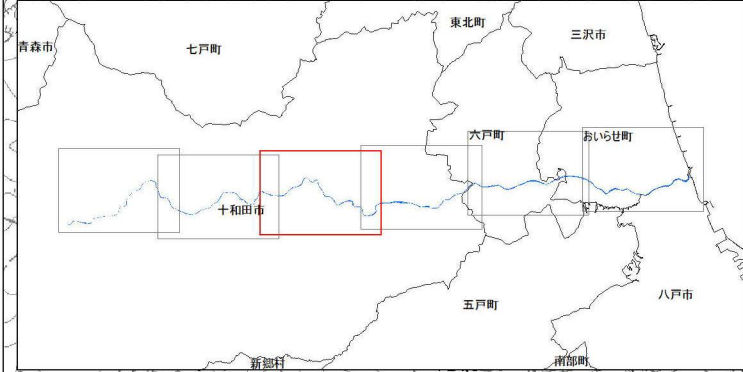 東北町
三沢市
青森市
七戸町
六戸町
おいらせ町
十和田市
八戸市
五戸町
新郷村
南部町